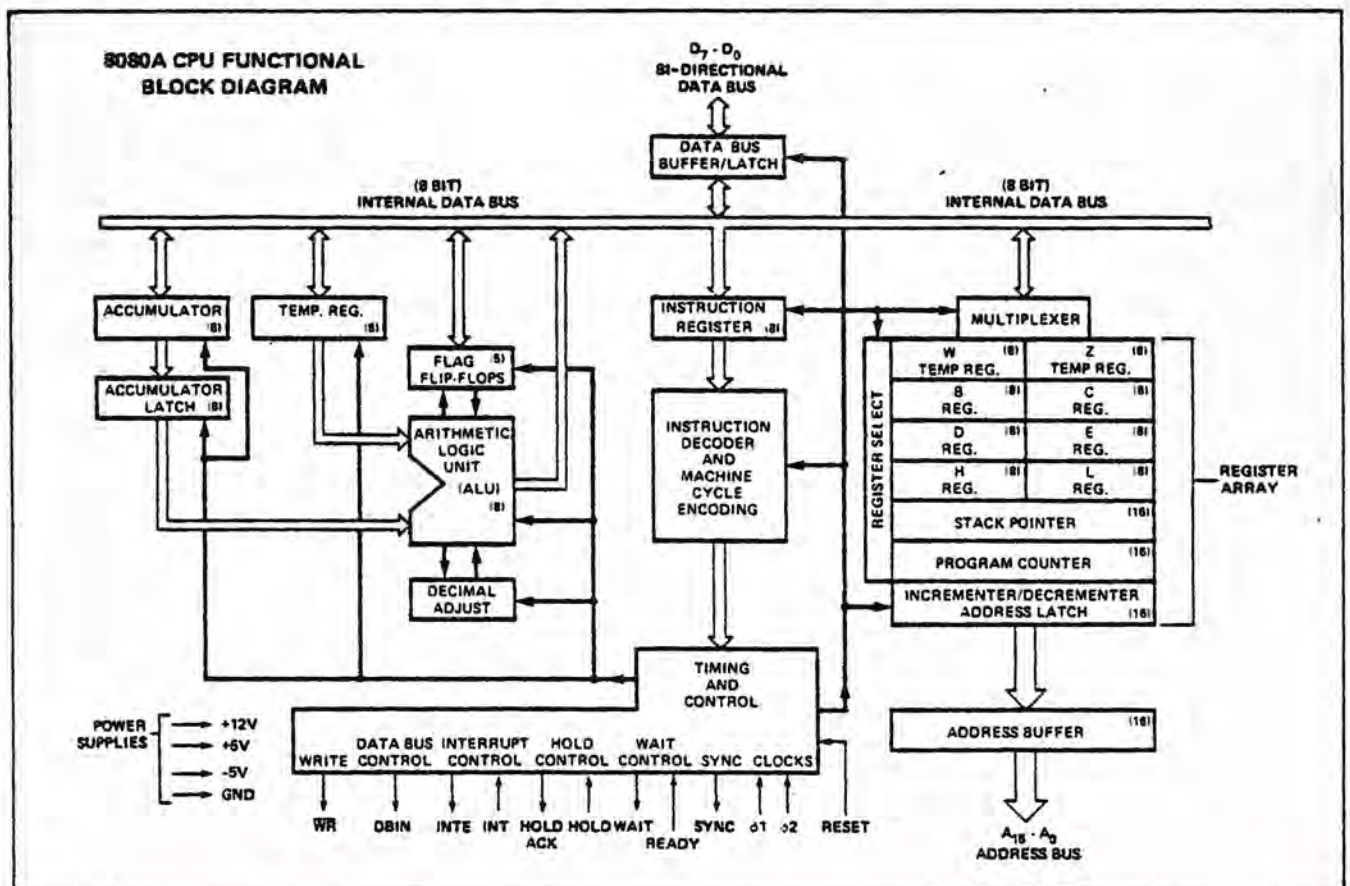 8080A CPU FUNCTIONAL
BLOCK DIAGRAM
D7 - D0
BI-DIRECTIONAL
DATA BUS
DATA BUS
BUFFER/LATCH
(8 BIT)
INTERNAL DATA BUS
(8 BIT)
INTERNAL DATA BUS
ACCUMULATOR
(8)
TEMP. REG.
(8)
INSTRUCTION
REGISTER (8)
MULTIPLEXER
FLAG (5)
FLIP-FLOPS
ACCUMULATOR
LATCH (8)
ARITHMETIC
LOGIC
UNIT
(ALU)
(8)
DECIMAL
ADJUST
INSTRUCTION
DECODER
AND
MACHINE
CYCLE
ENCODING
REGISTER SELECT
W (8)
TEMP REG.
Z (8)
TEMP REG.
B (8)
REG.
C (8)
REG.
D (8)
REG.
E (8)
REG.
H (8)
REG.
L (8)
REG.
STACK POINTER (16)
PROGRAM COUNTER (16)
INCREMENTER/DECREMENTER
ADDRESS LATCH (16)
REGISTER
ARRAY
TIMING
AND
CONTROL
WRITE
DATA BUS
CONTROL
INTERRUPT
CONTROL
HOLD
CONTROL
WAIT
CONTROL
SYNC
CLOCKS
POWER
SUPPLIES
+12V
+5V
-5V
GND
WR
DBIN
INTE
INT
HOLD
ACK
HOLD
WAIT
READY
SYNC
ϕ1
ϕ2
RESET
ADDRESS BUFFER (16)
A15 - A0
ADDRESS BUS